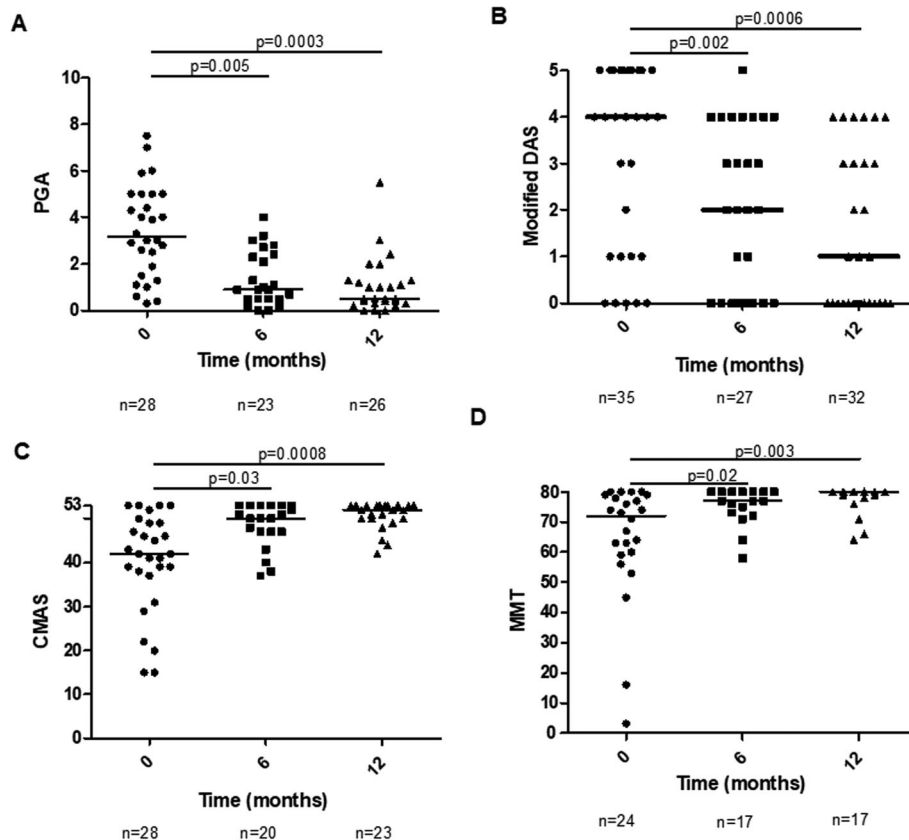 A
p=0.0003
p=0.005
10
8
6
4
2
0
PGA
0 6 12
Time (months)
n=28 n=23 n=26
B
p=0.0006
p=0.002
5
4
3
2
1
0
Modified DAS
0 6 12
Time (months)
n=35 n=27 n=32
C
p=0.0008
p=0.03
53
40
30
20
10
0
CMAS
0 6 12
Time (months)
n=28 n=20 n=23
D
p=0.003
p=0.02
80
70
60
50
40
30
20
10
0
MMT
0 6 12
Time (months)
n=24 n=17 n=17